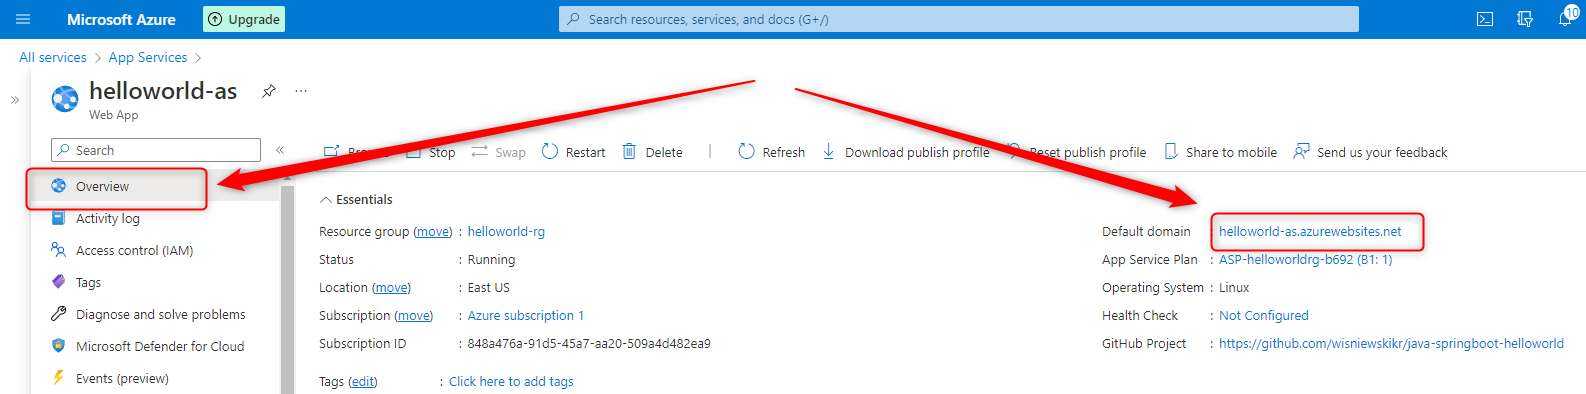 Microsoft Azure Upgrade Search resources, services, and docs (G+/) 10
All services > App Services >
helloworld-as ...
Web App
Search
Stop Swap Restart Delete Refresh Download publish profile Reset publish profile Share to mobile Send us your feedback
Overview
Activity log
Access control (IAM)
Tags
Diagnose and solve problems
Microsoft Defender for Cloud
Events (preview)
Essentials
Resource group (move) : helloworld-rg
Status : Running
Location (move) : East US
Subscription (move) : Azure subscription 1
Subscription ID : 848a476a-91d5-45a7-aa20-509a4d482ea9
Tags (edit) : Click here to add tags
Default domain : helloworld-as.azurewebsites.net
App Service Plan : ASP-helloworldrg-b692 (B1: 1)
Operating System : Linux
Health Check : Not Configured
GitHub Project : https://github.com/wisniewskikr/java-springboot-helloworld